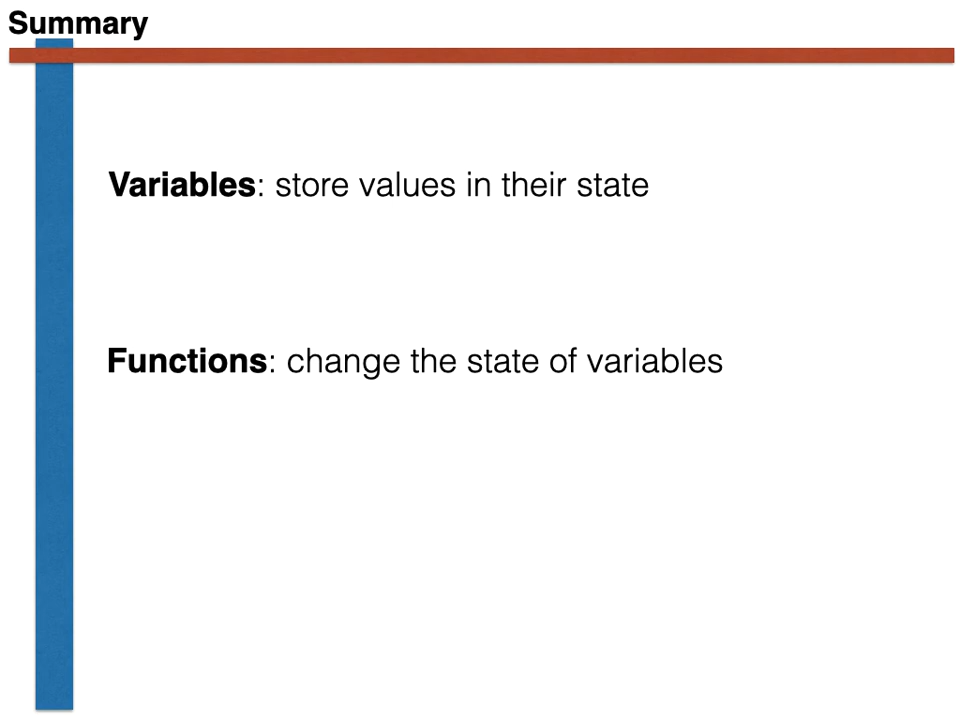 Summary
Variables: store values in their state
Functions: change the state of variables